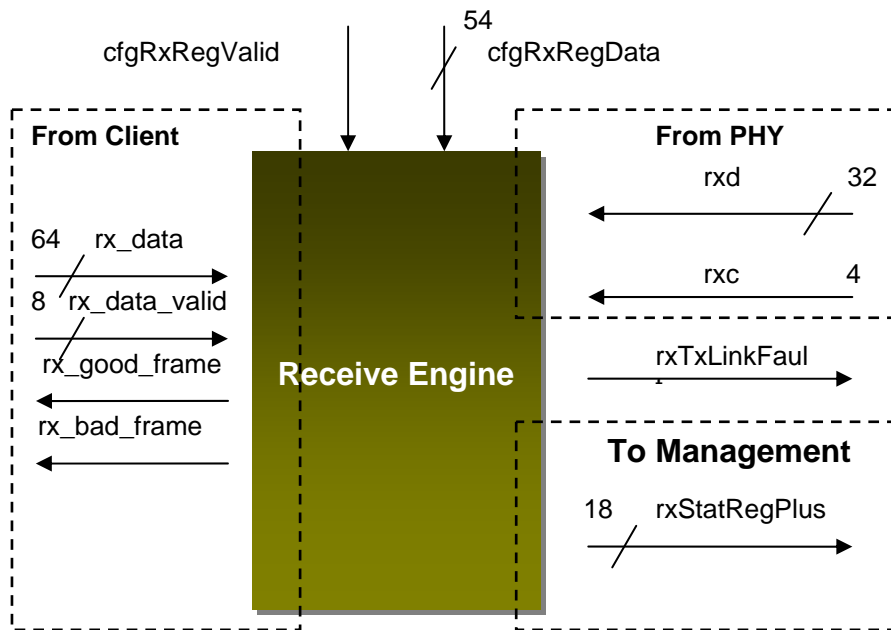 54
cfgRxRegValid
cfgRxRegData
From Client
From PHY
rxd
32
64
rx_data
rxc
4
8
rx_data_valid
rx_good_frame
rxTxLinkFaul
Receive Engine
rx_bad_frame
To Management
18
rxStatRegPlus